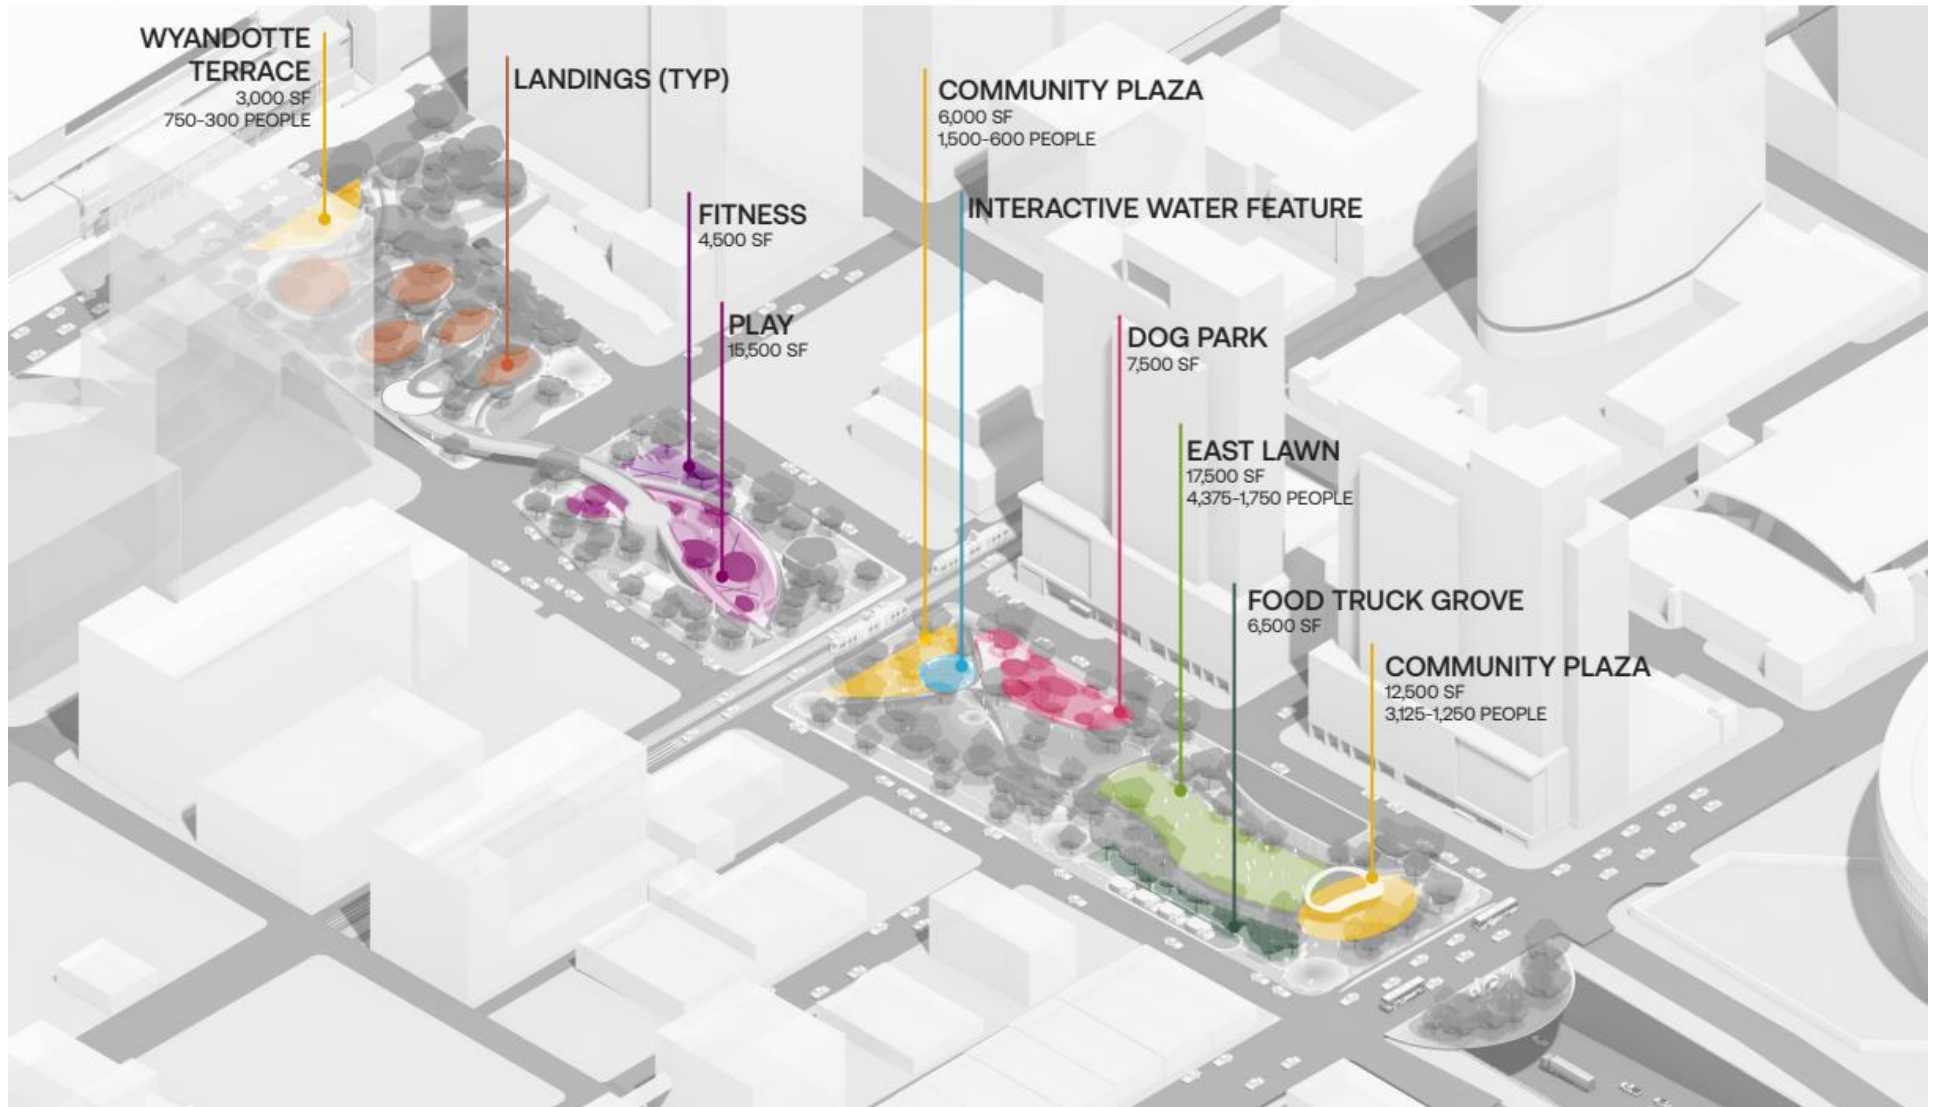 WYANDOTTE
TERRACE
3,000 SF
750-300 PEOPLE
LANDINGS (TYP)
COMMUNITY PLAZA
6,000 SF
1,500-600 PEOPLE
FITNESS
4,500 SF
INTERACTIVE WATER FEATURE
PLAY
15,500 SF
DOG PARK
7,500 SF
EAST LAWN
17,500 SF
4,375-1,750 PEOPLE
FOOD TRUCK GROVE
6,500 SF
COMMUNITY PLAZA
12,500 SF
3,125-1,250 PEOPLE